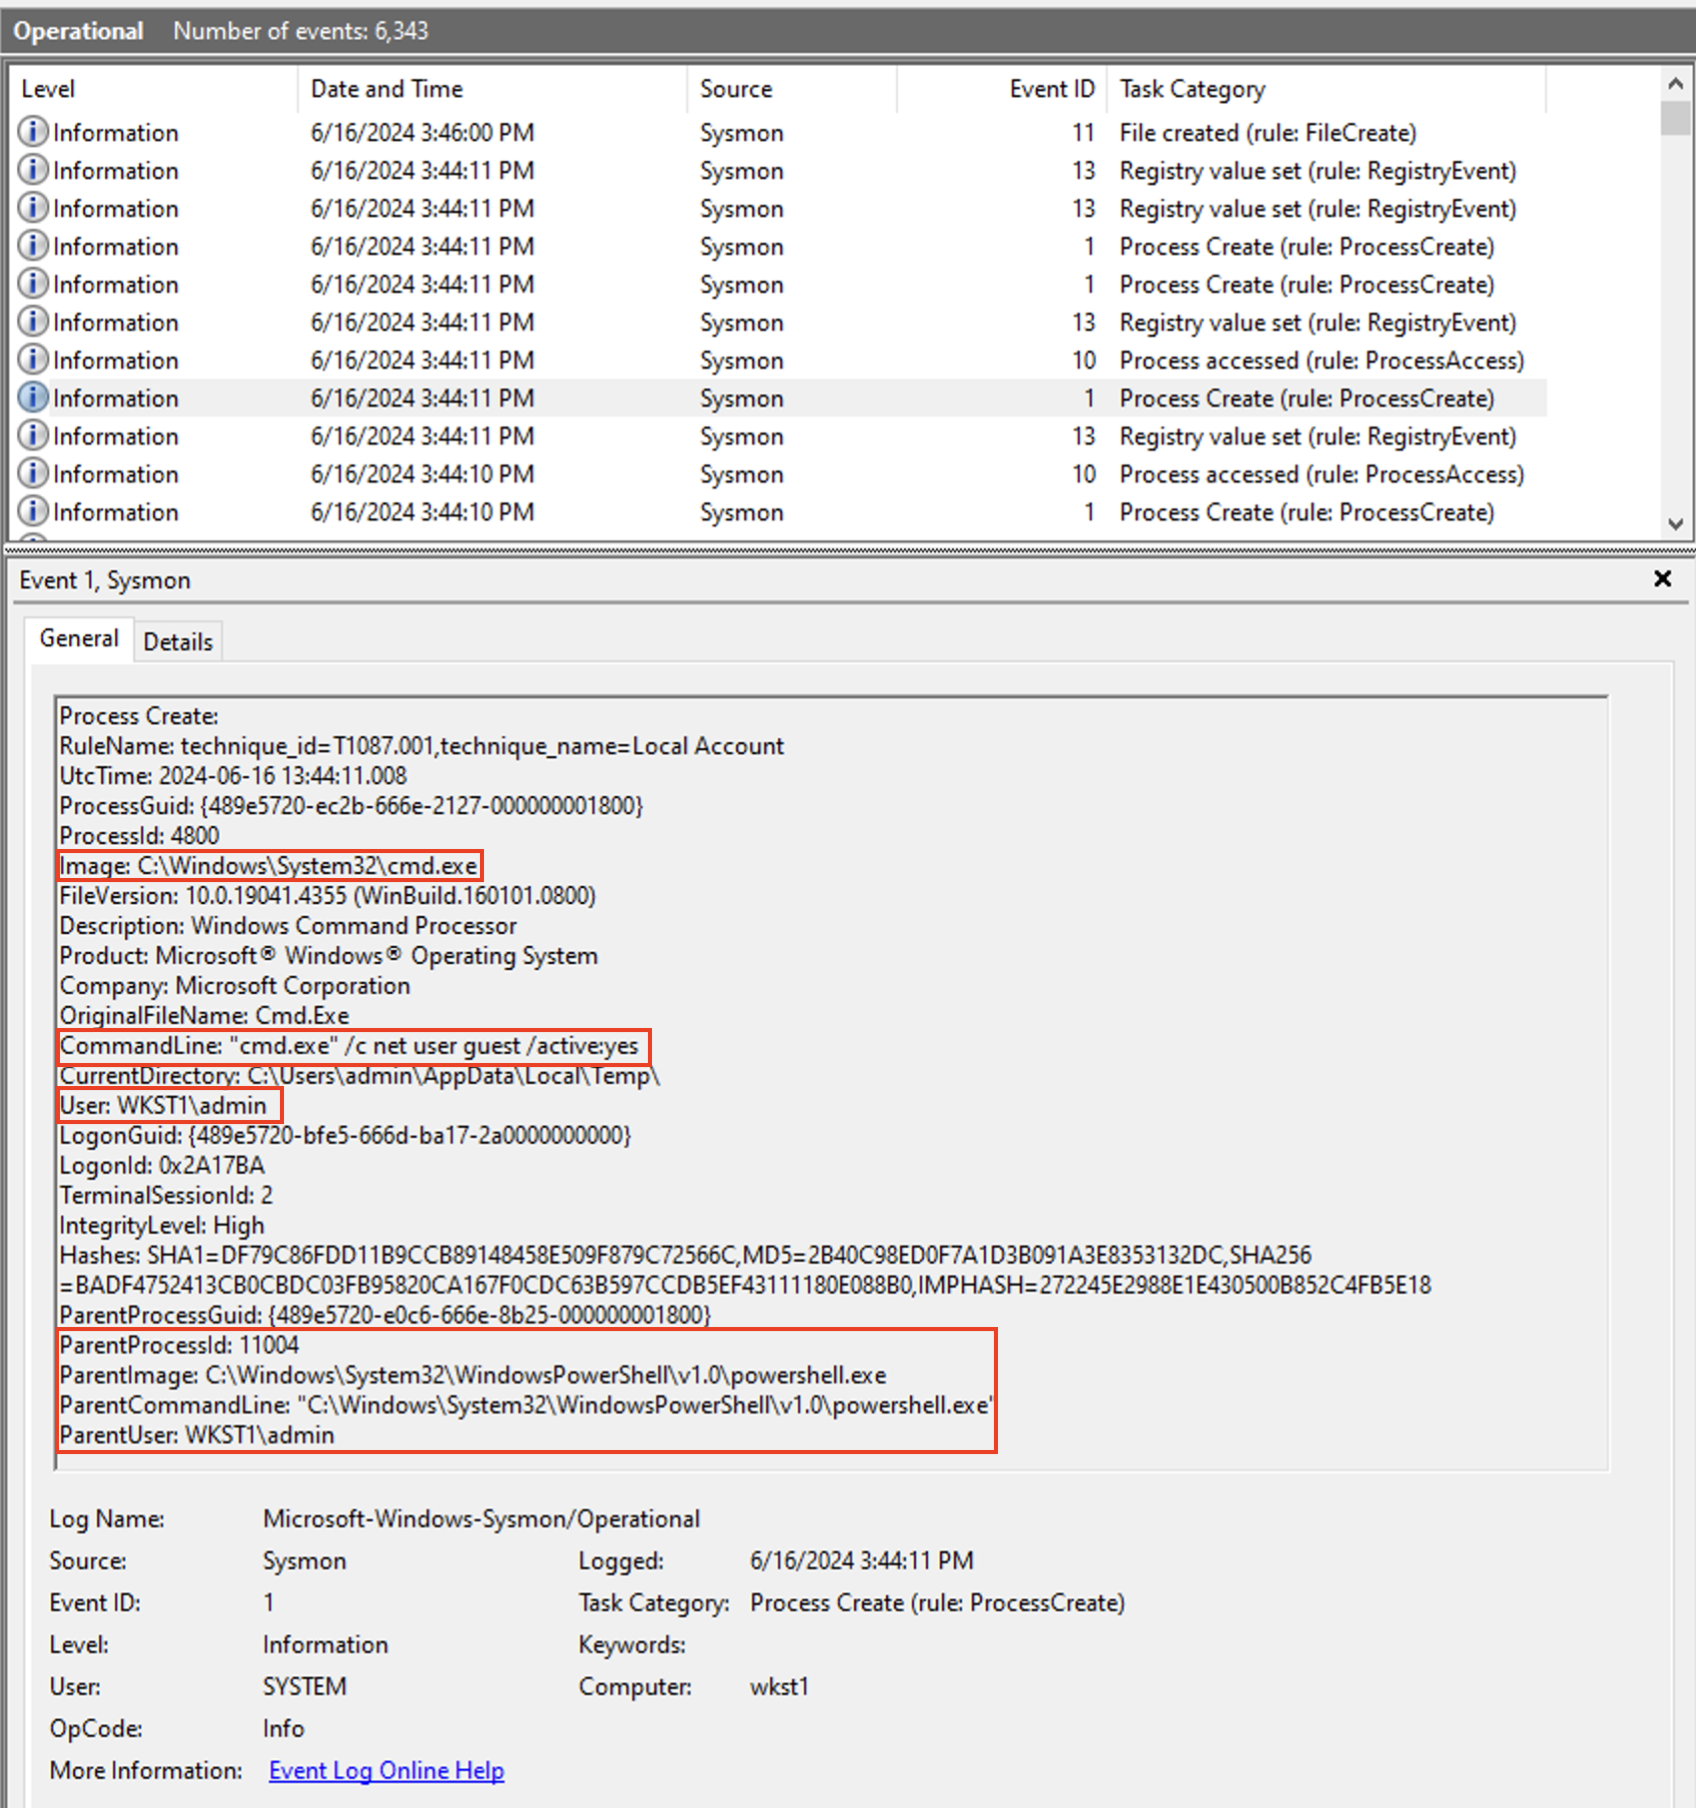 Operational Number of events: 6,343
Level Date and Time Source Event ID Task Category
Information 6/16/2024 3:46:00 PM Sysmon 11 File created (rule: FileCreate)
Information 6/16/2024 3:44:11 PM Sysmon 13 Registry value set (rule: RegistryEvent)
Information 6/16/2024 3:44:11 PM Sysmon 13 Registry value set (rule: RegistryEvent)
Information 6/16/2024 3:44:11 PM Sysmon 1 Process Create (rule: ProcessCreate)
Information 6/16/2024 3:44:11 PM Sysmon 1 Process Create (rule: ProcessCreate)
Information 6/16/2024 3:44:11 PM Sysmon 13 Registry value set (rule: RegistryEvent)
Information 6/16/2024 3:44:11 PM Sysmon 10 Process accessed (rule: ProcessAccess)
Information 6/16/2024 3:44:11 PM Sysmon 1 Process Create (rule: ProcessCreate)
Information 6/16/2024 3:44:11 PM Sysmon 13 Registry value set (rule: RegistryEvent)
Information 6/16/2024 3:44:10 PM Sysmon 10 Process accessed (rule: ProcessAccess)
Information 6/16/2024 3:44:10 PM Sysmon 1 Process Create (rule: ProcessCreate)
Event 1, Sysmon
General Details
Process Create:
RuleName: technique_id=T1087.001,technique_name=Local Account
UtcTime: 2024-06-16 13:44:11.008
ProcessGuid: {489e5720-ec2b-666e-2127-000000001800}
ProcessId: 4800
Image: C:\Windows\System32\cmd.exe
FileVersion: 10.0.19041.4355 (WinBuild.160101.0800)
Description: Windows Command Processor
Product: Microsoft® Windows® Operating System
Company: Microsoft Corporation
OriginalFileName: Cmd.Exe
CommandLine: "cmd.exe" /c net user guest /active:yes
CurrentDirectory: C:\Users\admin\AppData\Local\Temp\
User: WKST1\admin
LogonGuid: {489e5720-bfe5-666d-ba17-2a0000000000}
LogonId: 0x2A17BA
TerminalSessionId: 2
IntegrityLevel: High
Hashes: SHA1=DF79C86FDD11B9CCB89148458E509F879C72566C,MD5=2B40C98ED0F7A1D3B091A3E8353132DC,SHA256
=BADF4752413CB0CBDC03FB95820CA167F0CDC63B597CCDB5EF43111180E088B0,IMPHASH=272245E2988E1E430500B852C4FB5E18
ParentProcessGuid: {489e5720-e0c6-666e-8b25-000000001800}
ParentProcessId: 11004
ParentImage: C:\Windows\System32\WindowsPowerShell\v1.0\powershell.exe
ParentCommandLine: "C:\Windows\System32\WindowsPowerShell\v1.0\powershell.exe"
ParentUser: WKST1\admin
Log Name: Microsoft-Windows-Sysmon/Operational
Source: Sysmon Logged: 6/16/2024 3:44:11 PM
Event ID: 1 Task Category: Process Create (rule: ProcessCreate)
Level: Information Keywords:
User: SYSTEM Computer: wkst1
OpCode: Info
More Information: Event Log Online Help